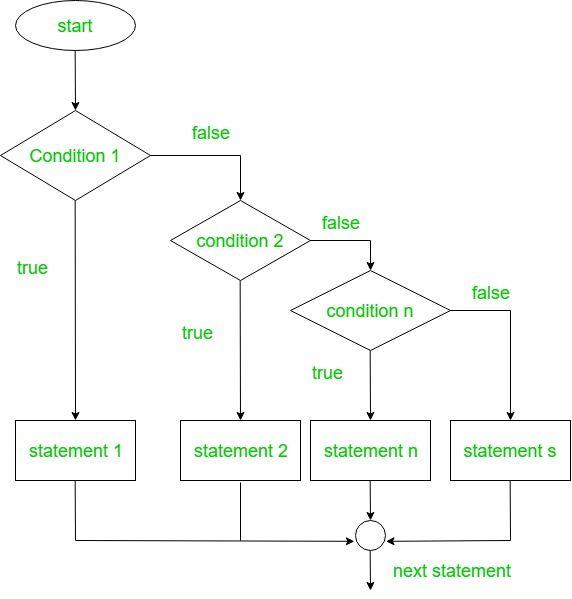 start
false
Condition 1
false
condition 2
true
false
condition n
true
true
statement 1
statement 2
statement n
statement s
next statement